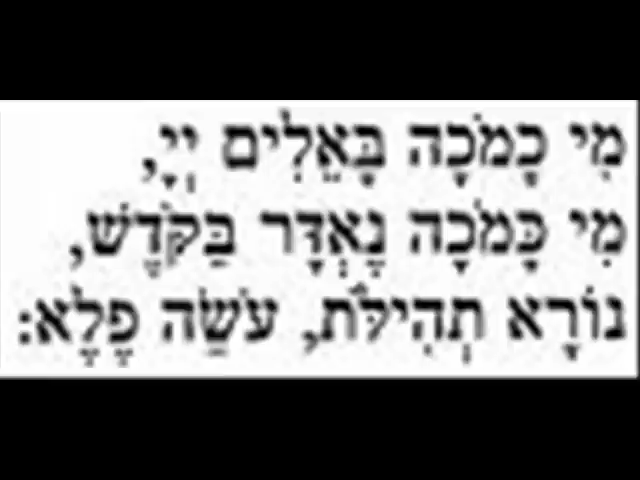 מִי כָמֹכָה בָּאֵלִים יְיָ,
מִי כָּמֹכָה נֶאְדָּר בַּקֹּדֶשׁ,
נוֹרָא תְהִילֹּת, עֹשֵׂה פֶלֶא: